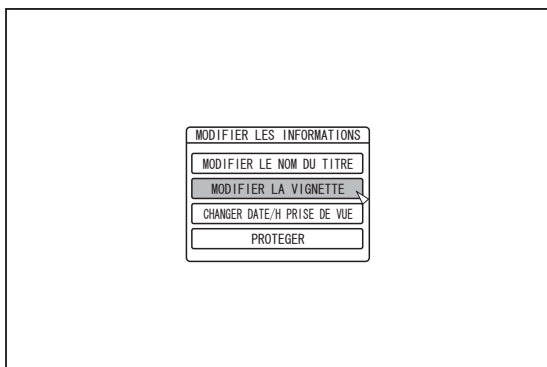 MODIFIER LES INFORMATIONS
MODIFIER LE NOM DU TITRE
MODIFIER LA VIGNETTE
CHANGER DATE/H PRISE DE VUE
PROTEGER